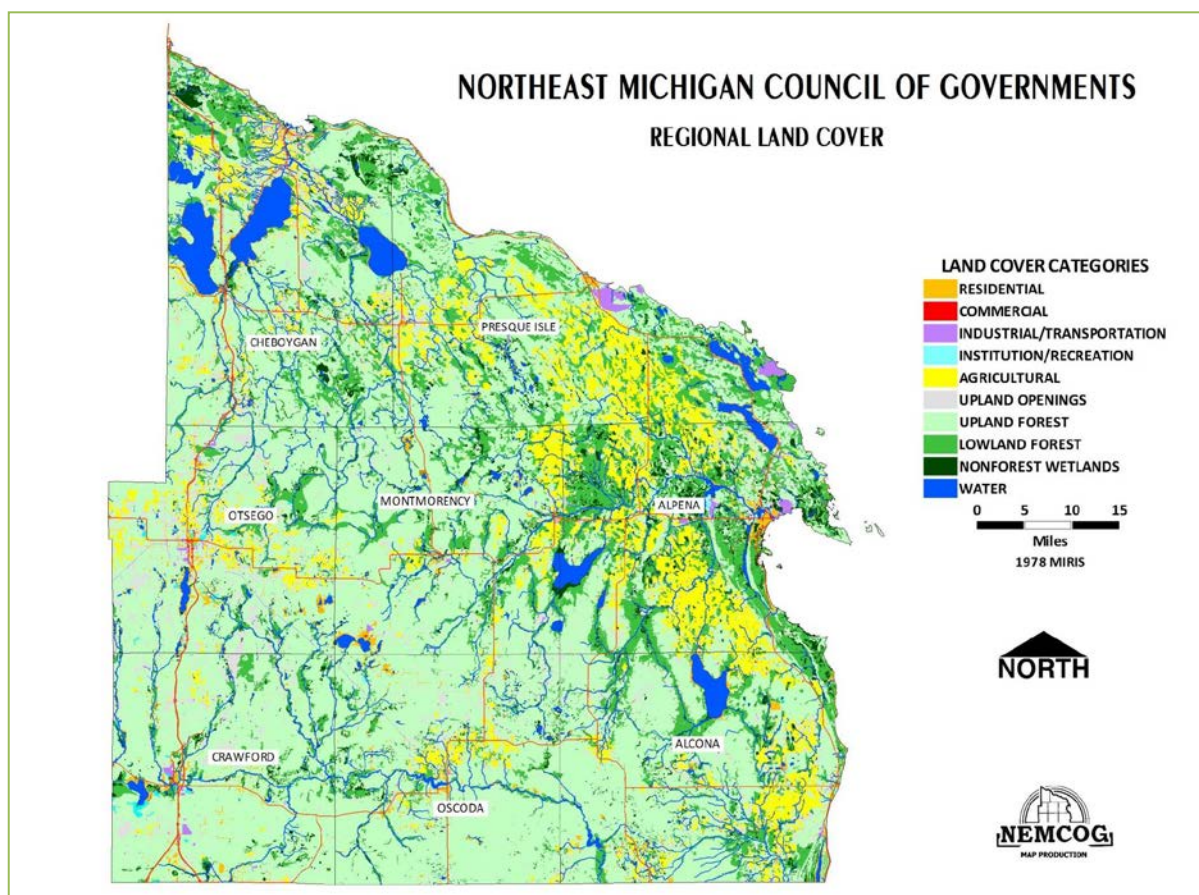 NORTHEAST MICHIGAN COUNCIL OF GOVERNMENTS
REGIONAL LAND COVER
LAND COVER CATEGORIES
RESIDENTIAL
COMMERCIAL
INDUSTRIAL/TRANSPORTATION
INSTITUTION/RECREATION
AGRICULTURAL
UPLAND OPENINGS
UPLAND FOREST
LOWLAND FOREST
NONFOREST WETLANDS
WATER
0 5 10 15
Miles
1978 MIRIS
PRESQUE ISLE
CHEBOYGAN
MONTMORENCY
ALPENA
OTSEGO
NORTH
ALCONA
CRAWFORD
OSCODA
NEMCOG
MAP PRODUCTION